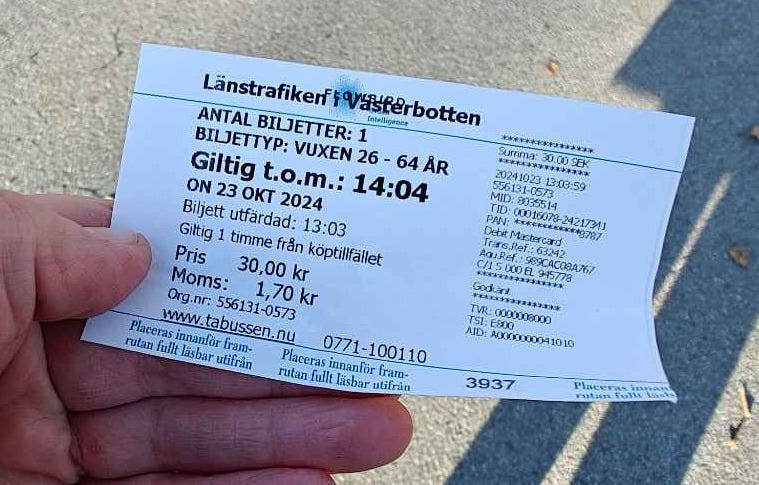 FLOWBIRD
Länstrafiken i Västerbotten
Intelligence
ANTAL BILJETTER: 1
BILJETTYP: VUXEN 26 - 64 ÅR
Giltig t.o.m.: 14:04
ON 23 OKT 2024
Biljett utfärdad: 13:03
Giltig 1 timme från köptillfället
Pris 30,00 kr
Moms: 1,70 kr
Org.nr: 556131-0573
www.tabussen.nu 0771-100110
****************
Summa: 30.00 SEK
****************
20241023 13:03:59
556131-0573
MID: 8035514
TID: 00016078-24217341
PAN: ************8787
Debit Mastercard
Trans.Ref.: 63242
Aqu.Ref.: 989CAC08A767
C/1 5 000 EL 945778
****************
Godkänt
****************
TVR: 0000008000
TSI: E800
AID: A0000000041010
Placeras innanför fram-
rutan fullt läsbar utifrån
Placeras innanför fram-
rutan fullt läsbar utifrån
3937
Placeras innan
rutan fullt läsb